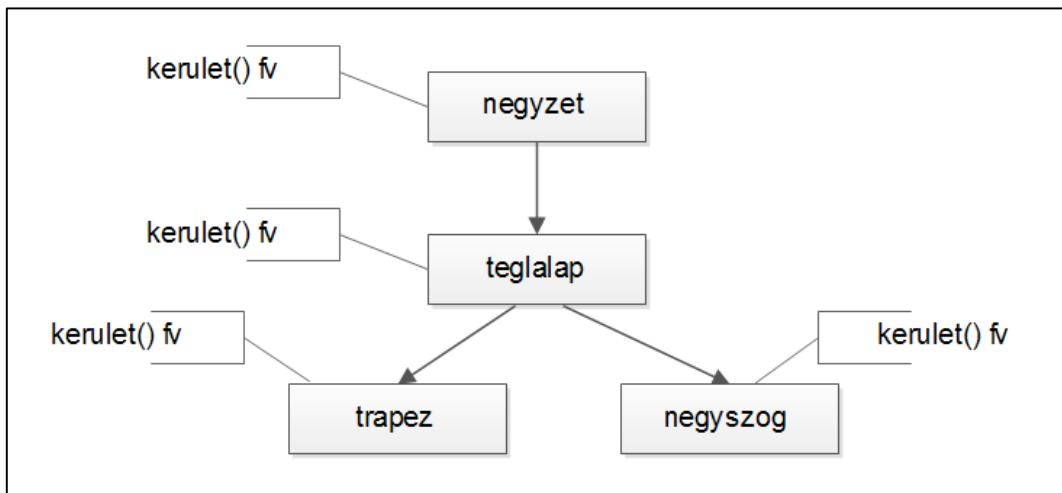 kerulet() fv
negyzet
kerulet() fv
teglalap
kerulet() fv
kerulet() fv
trapez
negyszog